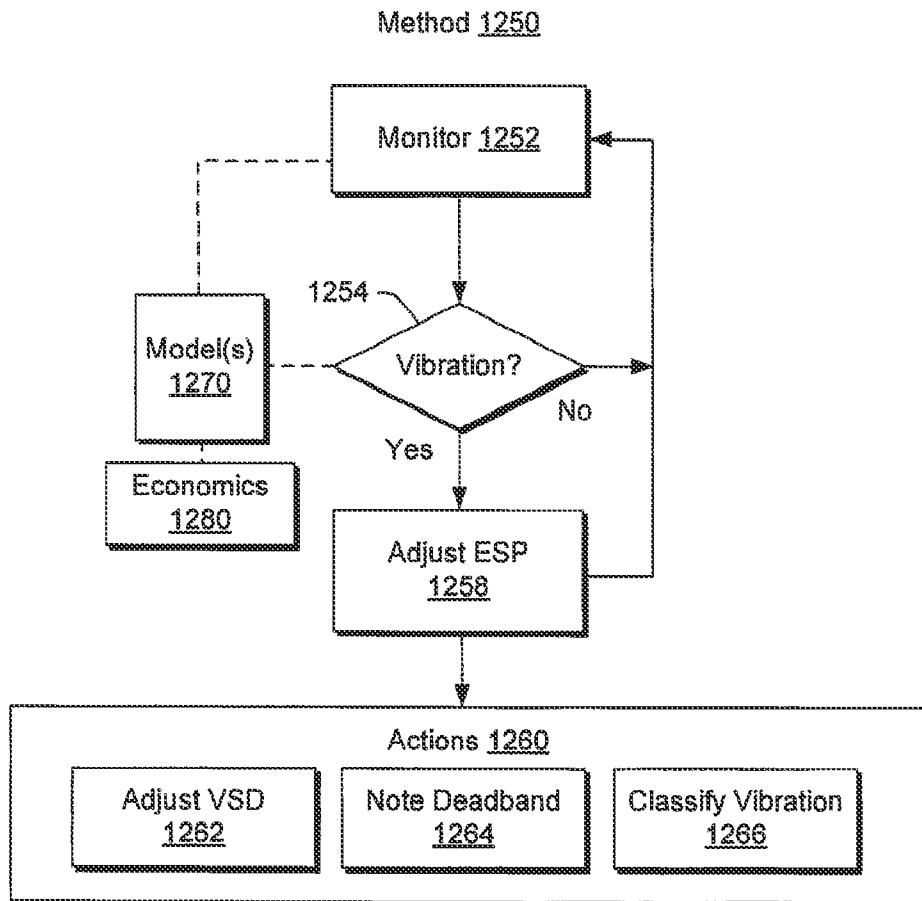 Method 1250
Monitor 1252
1254
Model(s)
1270
Vibration?
No
Yes
Economics
1280
Adjust ESP
1258
Actions 1260
Adjust VSD
1262
Note Deadband
1264
Classify Vibration
1266